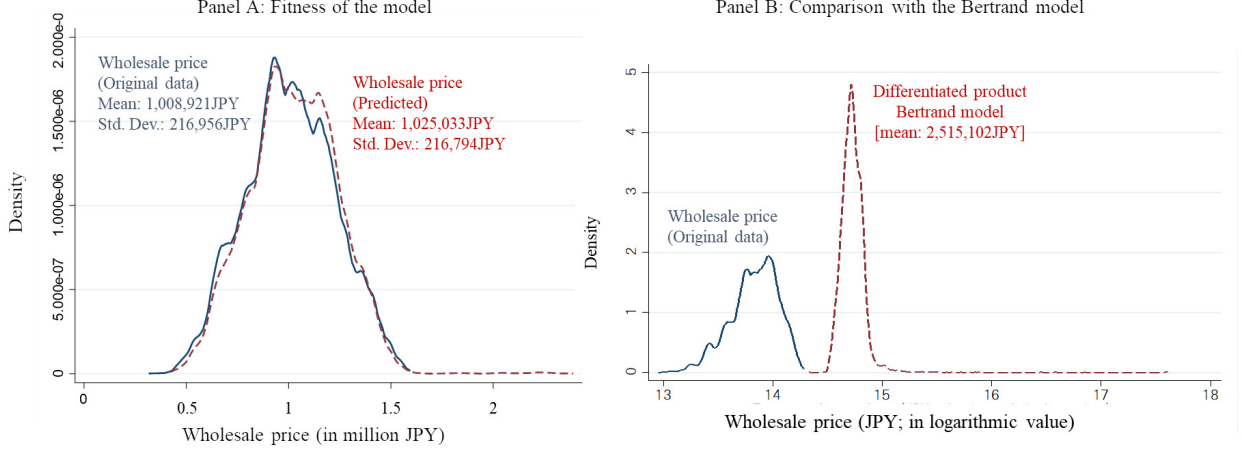 Panel A: Fitness of the model
2.000e-0
1.500e-06
1.000e-06
5.000e-07
0
Density
Wholesale price
(Original data)
Mean: 1,008,921JPY
Std. Dev.: 216,956JPY
Wholesale price
(Predicted)
Mean: 1,025,033JPY
Std. Dev.: 216,794JPY
0 0.5 1 1.5 2
Wholesale price (in million JPY)
Panel B: Comparison with the Bertrand model
5
4
3
2
1
0
Density
Differentiated product
Bertrand model
[mean: 2,515,102JPY]
Wholesale price
(Original data)
13 14 15 16 17 18
Wholesale price (JPY; in logarithmic value)